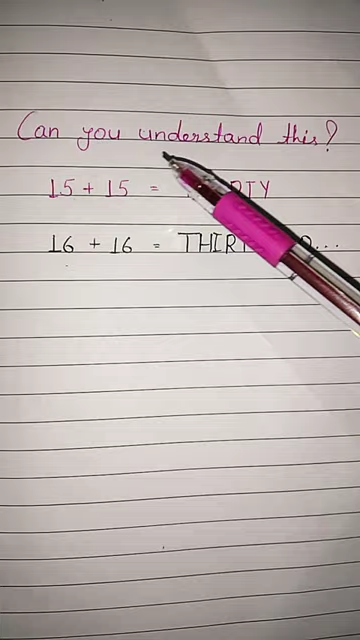 Can you understand this?
15 + 15 =
16 + 16 =